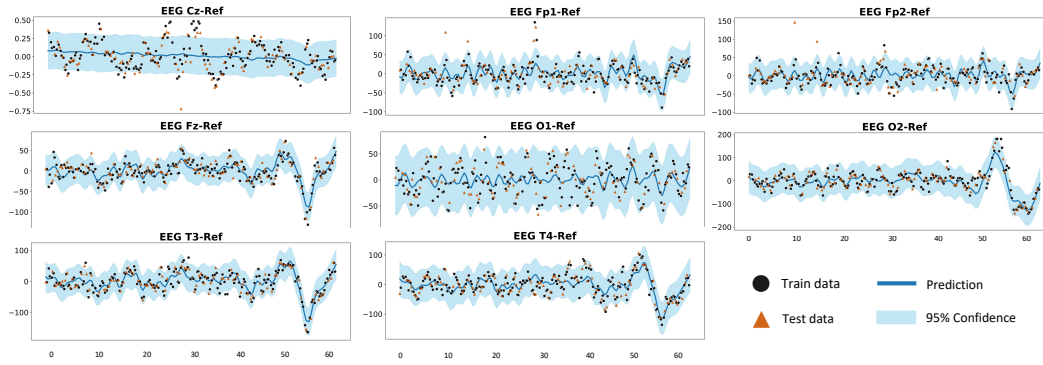 EEG Cz-Ref
0.50
0.25
0.00
−0.25
−0.50
−0.75
EEG Fp1-Ref
100
50
0
−50
−100
EEG Fp2-Ref
150
100
50
0
−50
−100
EEG Fz-Ref
50
0
−50
−100
EEG O1-Ref
50
0
−50
EEG O2-Ref
200
100
0
−100
−200
0 10 20 30 40 50 60
EEG T3-Ref
100
0
−100
0 10 20 30 40 50 60
EEG T4-Ref
100
0
−100
0 10 20 30 40 50 60
Train data
Prediction
Test data
95% Confidence